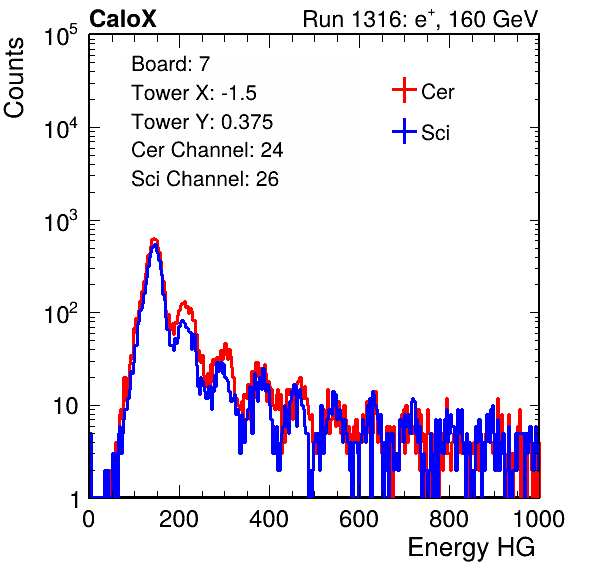 CaloX Run 1316: e⁺, 160 GeV
Counts
10⁵
10⁴
10³
10²
10
1
Board: 7
Tower X: -1.5
Tower Y: 0.375
Cer Channel: 24
Sci Channel: 26
Cer
Sci
0 200 400 600 800 1000
Energy HG